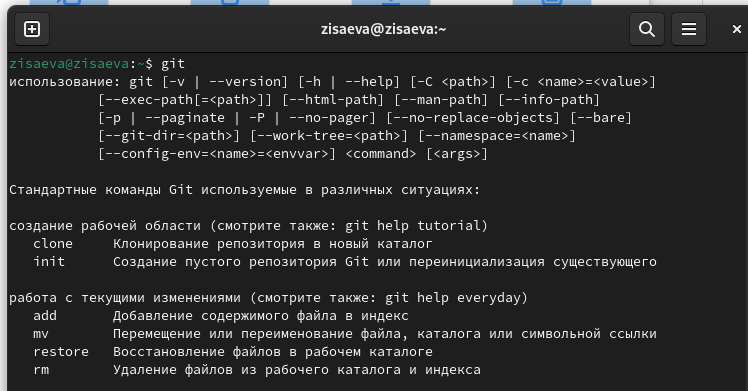 zisaeva@zisaeva:~
zisaeva@zisaeva:~$ git
использование: git [-v | --version] [-h | --help] [-C <path>] [-c <name>=<value>]
[--exec-path[=<path>]] [--html-path] [--man-path] [--info-path]
[-p | --paginate | -P | --no-pager] [--no-replace-objects] [--bare]
[--git-dir=<path>] [--work-tree=<path>] [--namespace=<name>]
[--config-env=<name>=<envvar>] <command> [<args>]
Стандартные команды Git используемые в различных ситуациях:
создание рабочей области (смотрите также: git help tutorial)
clone Клонирование репозитория в новый каталог
init Создание пустого репозитория Git или переинициализация существующего
работа с текущими изменениями (смотрите также: git help everyday)
add Добавление содержимого файла в индекс
mv Перемещение или переименование файла, каталога или символьной ссылки
restore Восстановление файлов в рабочем каталоге
rm Удаление файлов из рабочего каталога и индекса